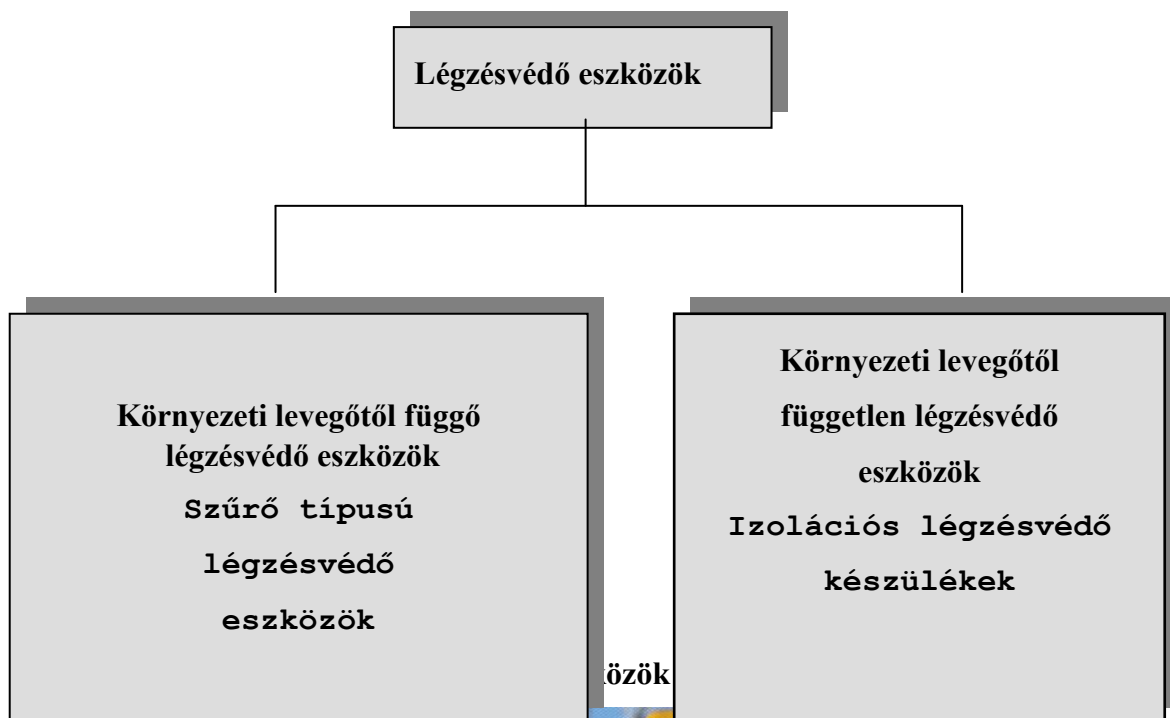 Légzésvédő eszközök
Környezeti levegőtől függő
légzésvédő eszközök
Szűrő típusú
légzésvédő
eszközök
Környezeti levegőtől
független légzésvédő
eszközök
Izolációs légzésvédő
készülékek